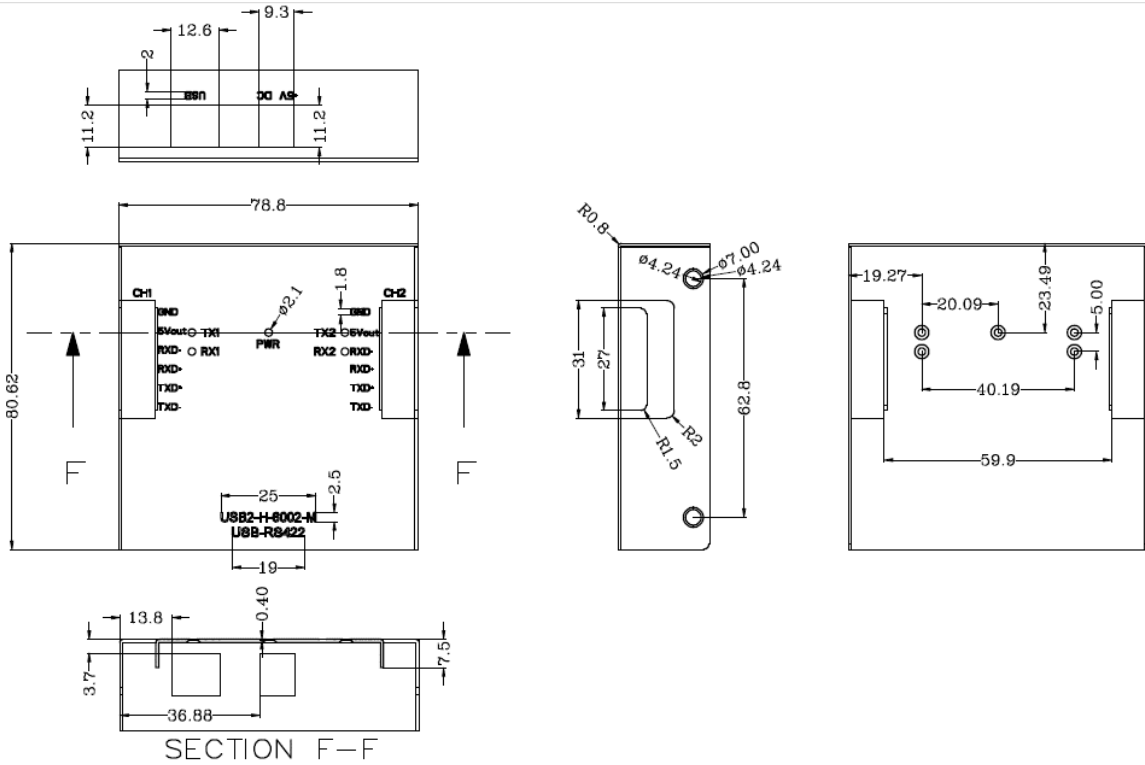 9.3
12.6
2
USB
+5V DC
11.2
11.2
78.8
CH1
CH2
1.8
ø2.1
GND
GND
5Vout
TX1
PWR
TX2
5Vout
RXD-
RX1
RX2
RXD-
RXD+
RXD+
TXD+
TXD+
TXD-
TXD-
80.62
F
F
25
2.5
USB2-H-6002-M
USB-RS422
19
R0.8
ø4.24
ø7.00
ø4.24
31
27
62.8
R2
R1.5
19.27
20.09
23.49
5.00
40.19
59.9
13.8
0.40
3.7
7.5
36.88
SECTION F-F